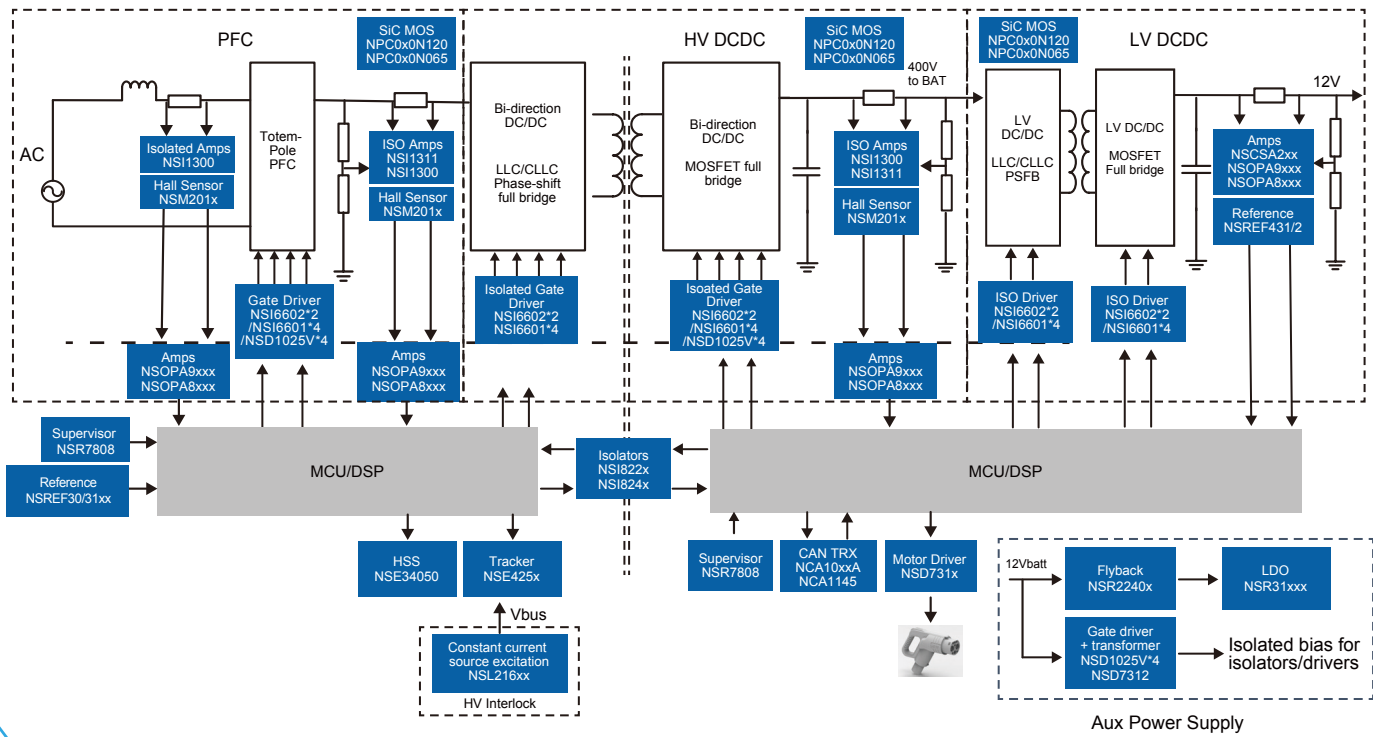 PFC
SiC MOS
NPC0x0N120
NPC0x0N065
HV DCDC
SiC MOS
NPC0x0N120
NPC0x0N065
SiC MOS
NPC0x0N120
NPC0x0N065
LV DCDC
AC
Totem-
Pole
PFC
Isolated Amps
NSI1300
Hall Sensor
NSM201x
ISO Amps
NSI1311
NSI1300
Hall Sensor
NSM201x
Bi-direction
DC/DC
LLC/CLLC
Phase-shift
full bridge
Bi-direction
DC/DC
MOSFET full
bridge
400V
to BAT
ISO Amps
NSI1300
NSI1311
Hall Sensor
NSM201x
LV
DC/DC
LLC/CLLC
PSFB
LV DC/DC
MOSFET
Full bridge
12V
Amps
NSCSA2xx
NSOPA9xxx
NSOPA8xxx
Reference
NSREF431/2
Gate Driver
NSI6602*2
/NSI6601*4
/NSD1025V*4
Isolated Gate
Driver
NSI6602*2
NSI6601*4
Isoated Gate
Driver
NSI6602*2
/NSI6601*4
/NSD1025V*4
ISO Driver
NSI6602*2
/NSI6601*4
ISO Driver
NSI6602*2
/NSI6601*4
Amps
NSOPA9xxx
NSOPA8xxx
Amps
NSOPA9xxx
NSOPA8xxx
Amps
NSOPA9xxx
NSOPA8xxx
Supervisor
NSR7808
Reference
NSREF30/31xx
MCU/DSP
Isolators
NSI822x
NSI824x
MCU/DSP
HSS
NSE34050
Tracker
NSE425x
Supervisor
NSR7808
CAN TRX
NCA10xxA
NCA1145
Motor Driver
NSD731x
Vbus
Constant current
source excitation
NSL216xx
HV Interlock
12Vbatt
Flyback
NSR2240x
LDO
NSR31xxx
Gate driver
+ transformer
NSD1025V*4
NSD7312
Isolated bias for
isolators/drivers
Aux Power Supply